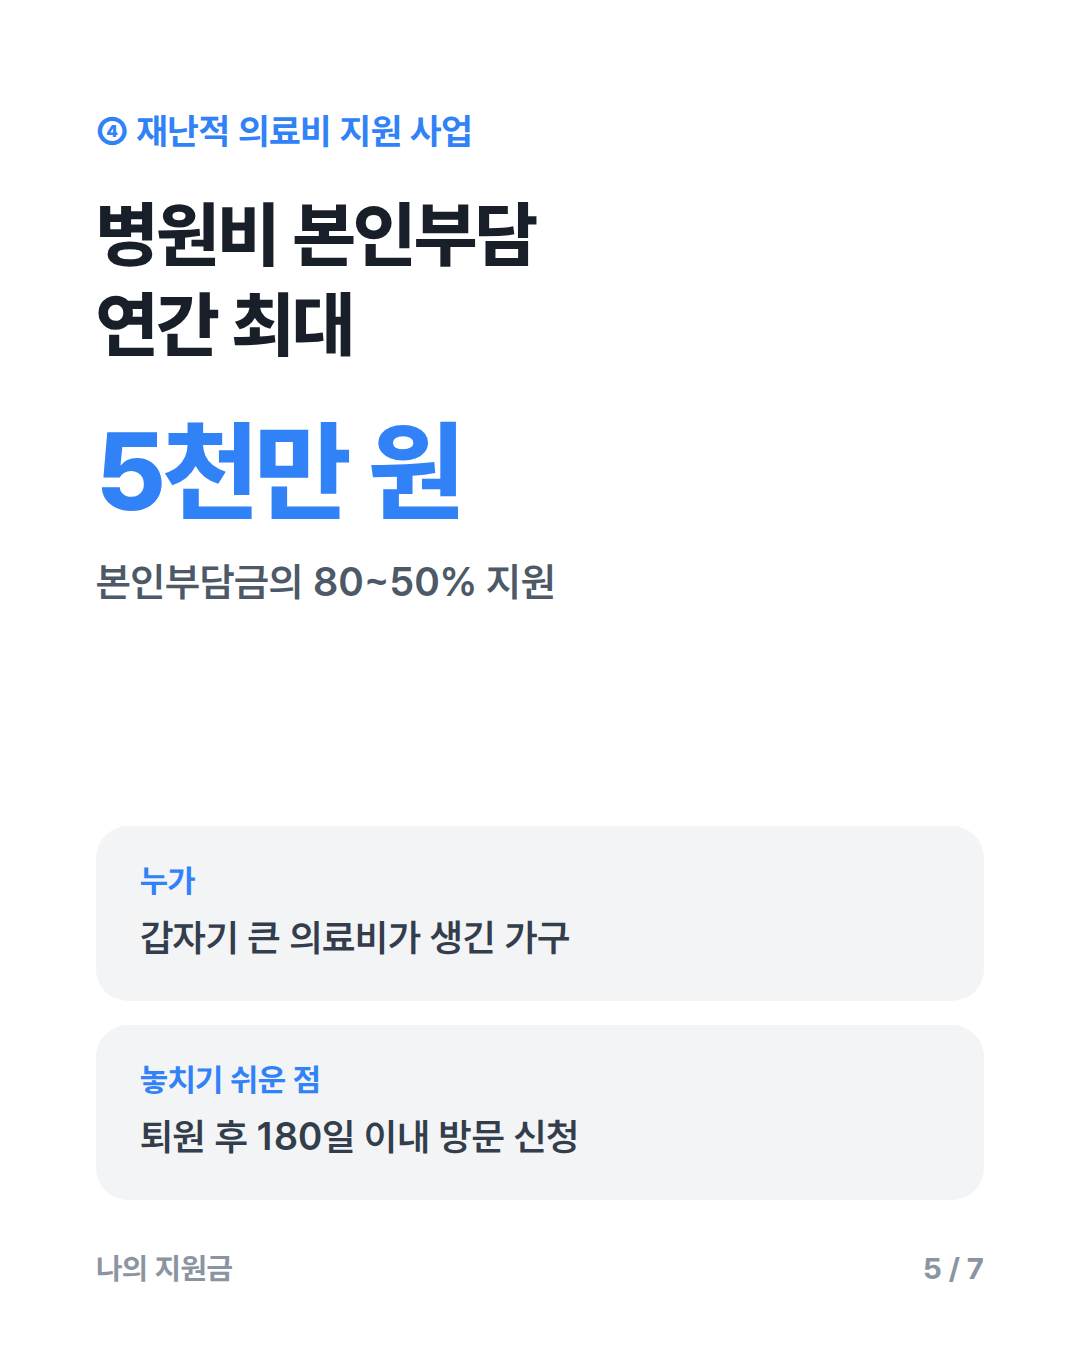 ④ 재난적 의료비 지원 사업
병원비 본인부담
연간 최대
5천만 원
본인부담금의 80~50% 지원
누가
갑자기 큰 의료비가 생긴 가구
놓치기 쉬운 점
퇴원 후 180일 이내 방문 신청
나의 지원금
5 / 7